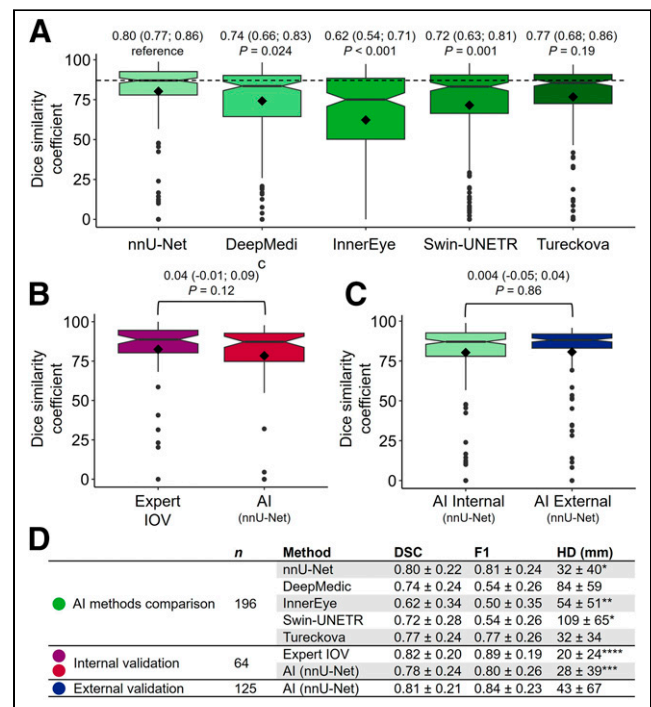 A
0.80 (0.77; 0.86) 0.74 (0.66; 0.83) 0.62 (0.54; 0.71) 0.72 (0.63; 0.81) 0.77 (0.68; 0.86)
reference P = 0.024 P < 0.001 P = 0.001 P = 0.19
Dice similarity
coefficient
100
75
50
25
0
nnU-Net DeepMedi InnerEye Swin-UNETR Tureckova
c
B
0.04 (-0.01; 0.09)
P = 0.12
Dice similarity
coefficient
100
75
50
25
0
Expert AI
IOV (nnU-Net)
C
0.004 (-0.05; 0.04)
P = 0.86
Dice similarity
coefficient
100
75
50
25
0
AI Internal AI External
(nnU-Net) (nnU-Net)
D
n Method DSC F1 HD (mm)
nnU-Net 0.80 ± 0.22 0.81 ± 0.24 32 ± 40*
DeepMedic 0.74 ± 0.24 0.54 ± 0.26 84 ± 59
AI methods comparison 196 InnerEye 0.62 ± 0.34 0.50 ± 0.35 54 ± 51**
Swin-UNETR 0.72 ± 0.28 0.54 ± 0.26 109 ± 65*
Tureckova 0.77 ± 0.24 0.77 ± 0.26 32 ± 34
Internal validation 64 Expert IOV 0.82 ± 0.20 0.89 ± 0.19 20 ± 24****
AI (nnU-Net) 0.78 ± 0.24 0.80 ± 0.26 28 ± 39***
External validation 125 AI (nnU-Net) 0.81 ± 0.21 0.84 ± 0.23 43 ± 67